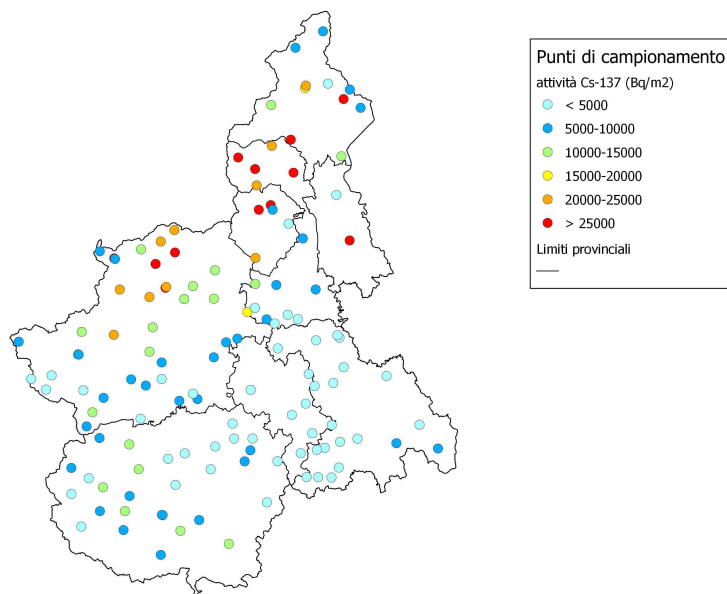 Punti di campionamento
attività Cs-137 (Bq/m2)
< 5000
5000-10000
10000-15000
15000-20000
20000-25000
> 25000
Limiti provinciali